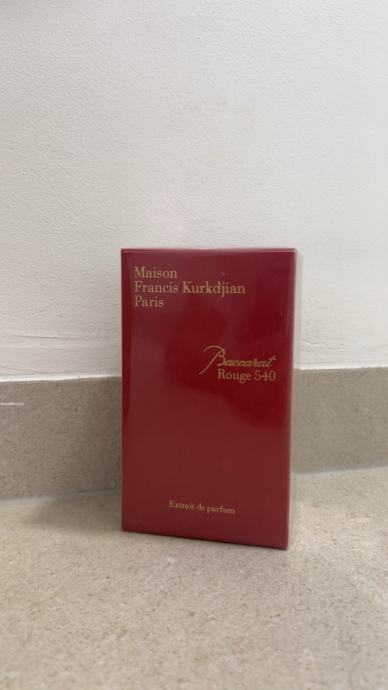 Maison
Francis Kurkdjian
Paris
Baccarat
Rouge 540
Extrait de parfum